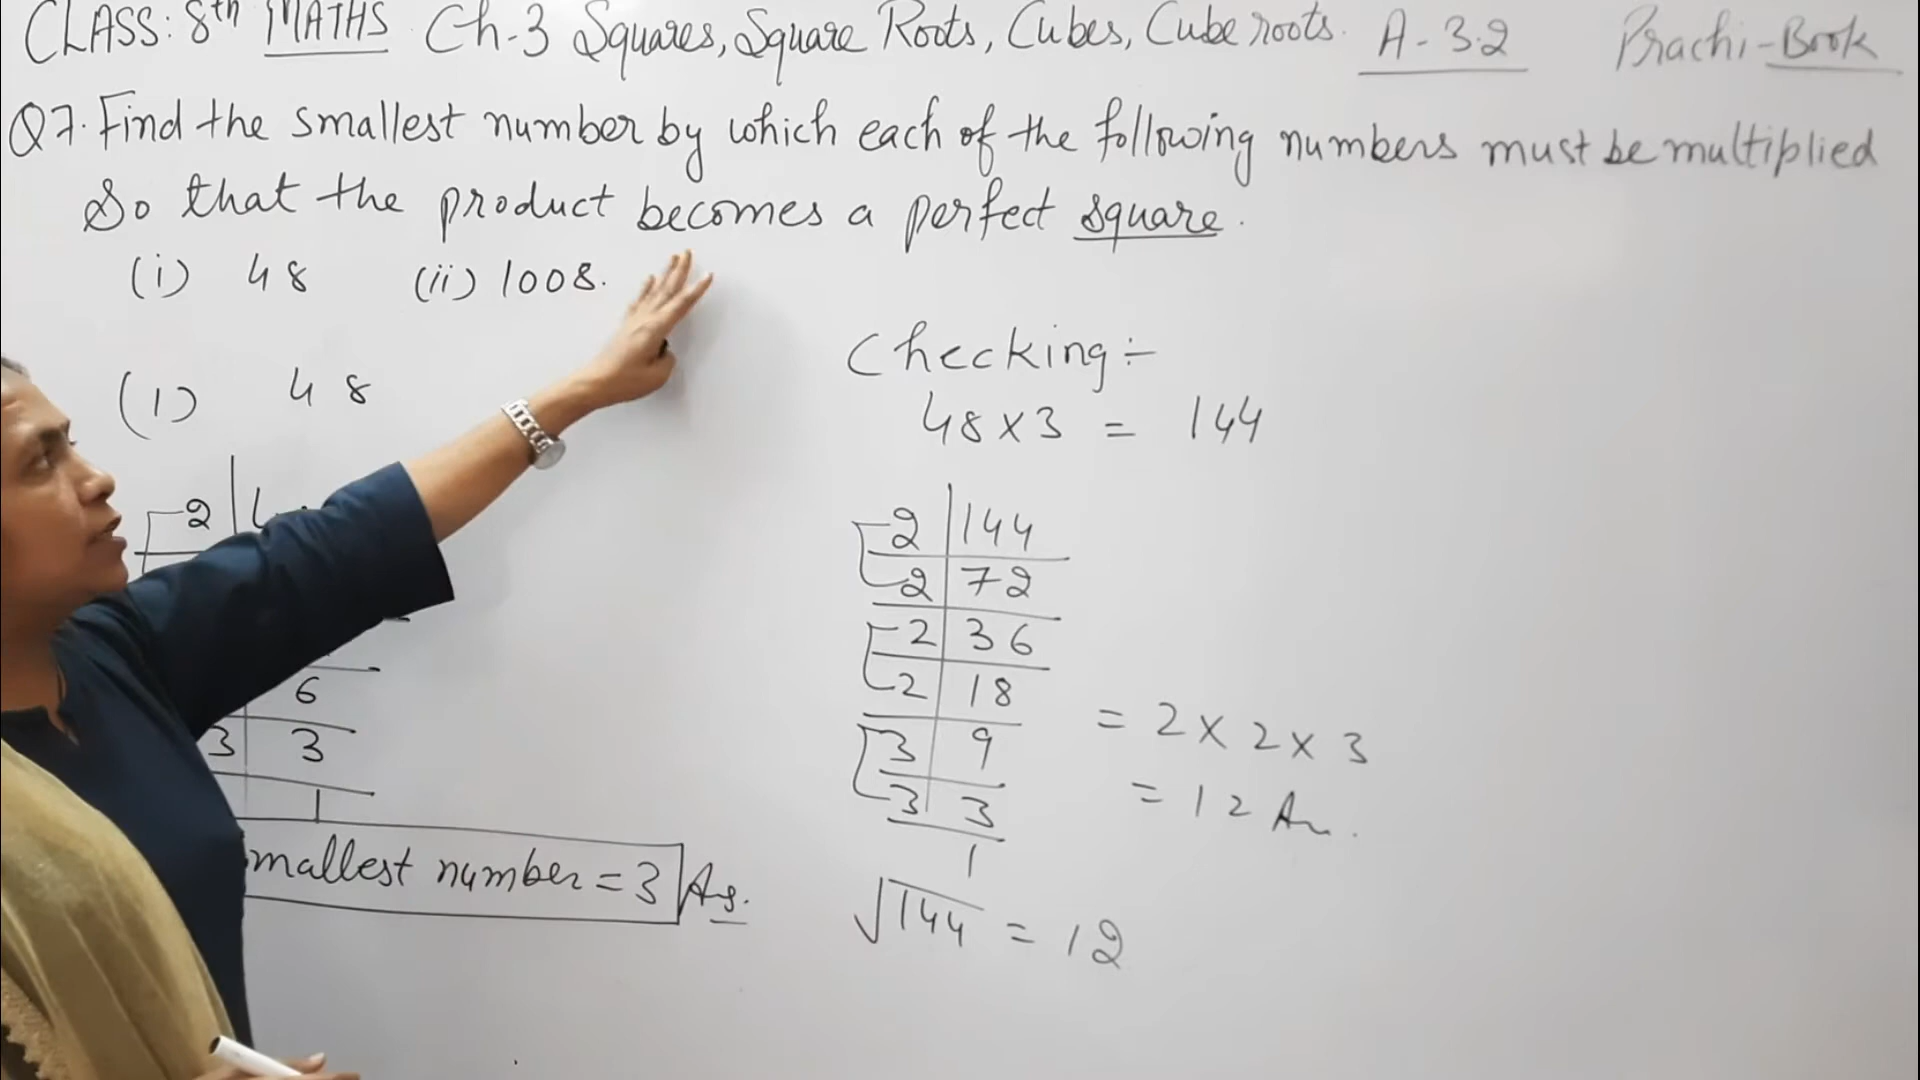 CLASS: 8th MATHS Ch-3 Squares, Square Roots, Cubes, Cube roots. A-3.2 Prachi-Book
Q7. Find the smallest number by which each of the following numbers must be multiplied
So that the product becomes a perfect square.
(i) 48 (ii) 1008.
(1) 48
2
6
3 3
1
mallest number = 3 Ans.
Checking :-
48 x 3 = 144
2 144
2 72
2 36
2 18
3 9
3 3
1
= 2 x 2 x 3
= 12 An.
√144 = 12